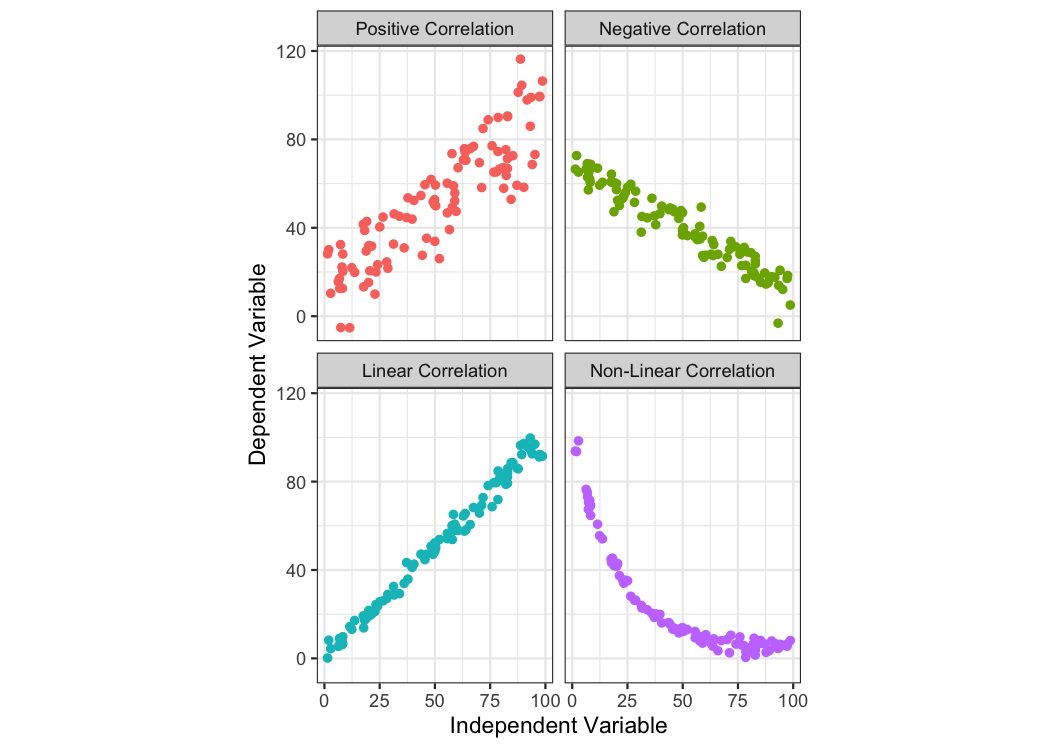 Positive Correlation
Negative Correlation
120
80
40
0
Linear Correlation
Non-Linear Correlation
120
80
40
0
0 25 50 75 100 0 25 50 75 100
Dependent Variable
Independent Variable